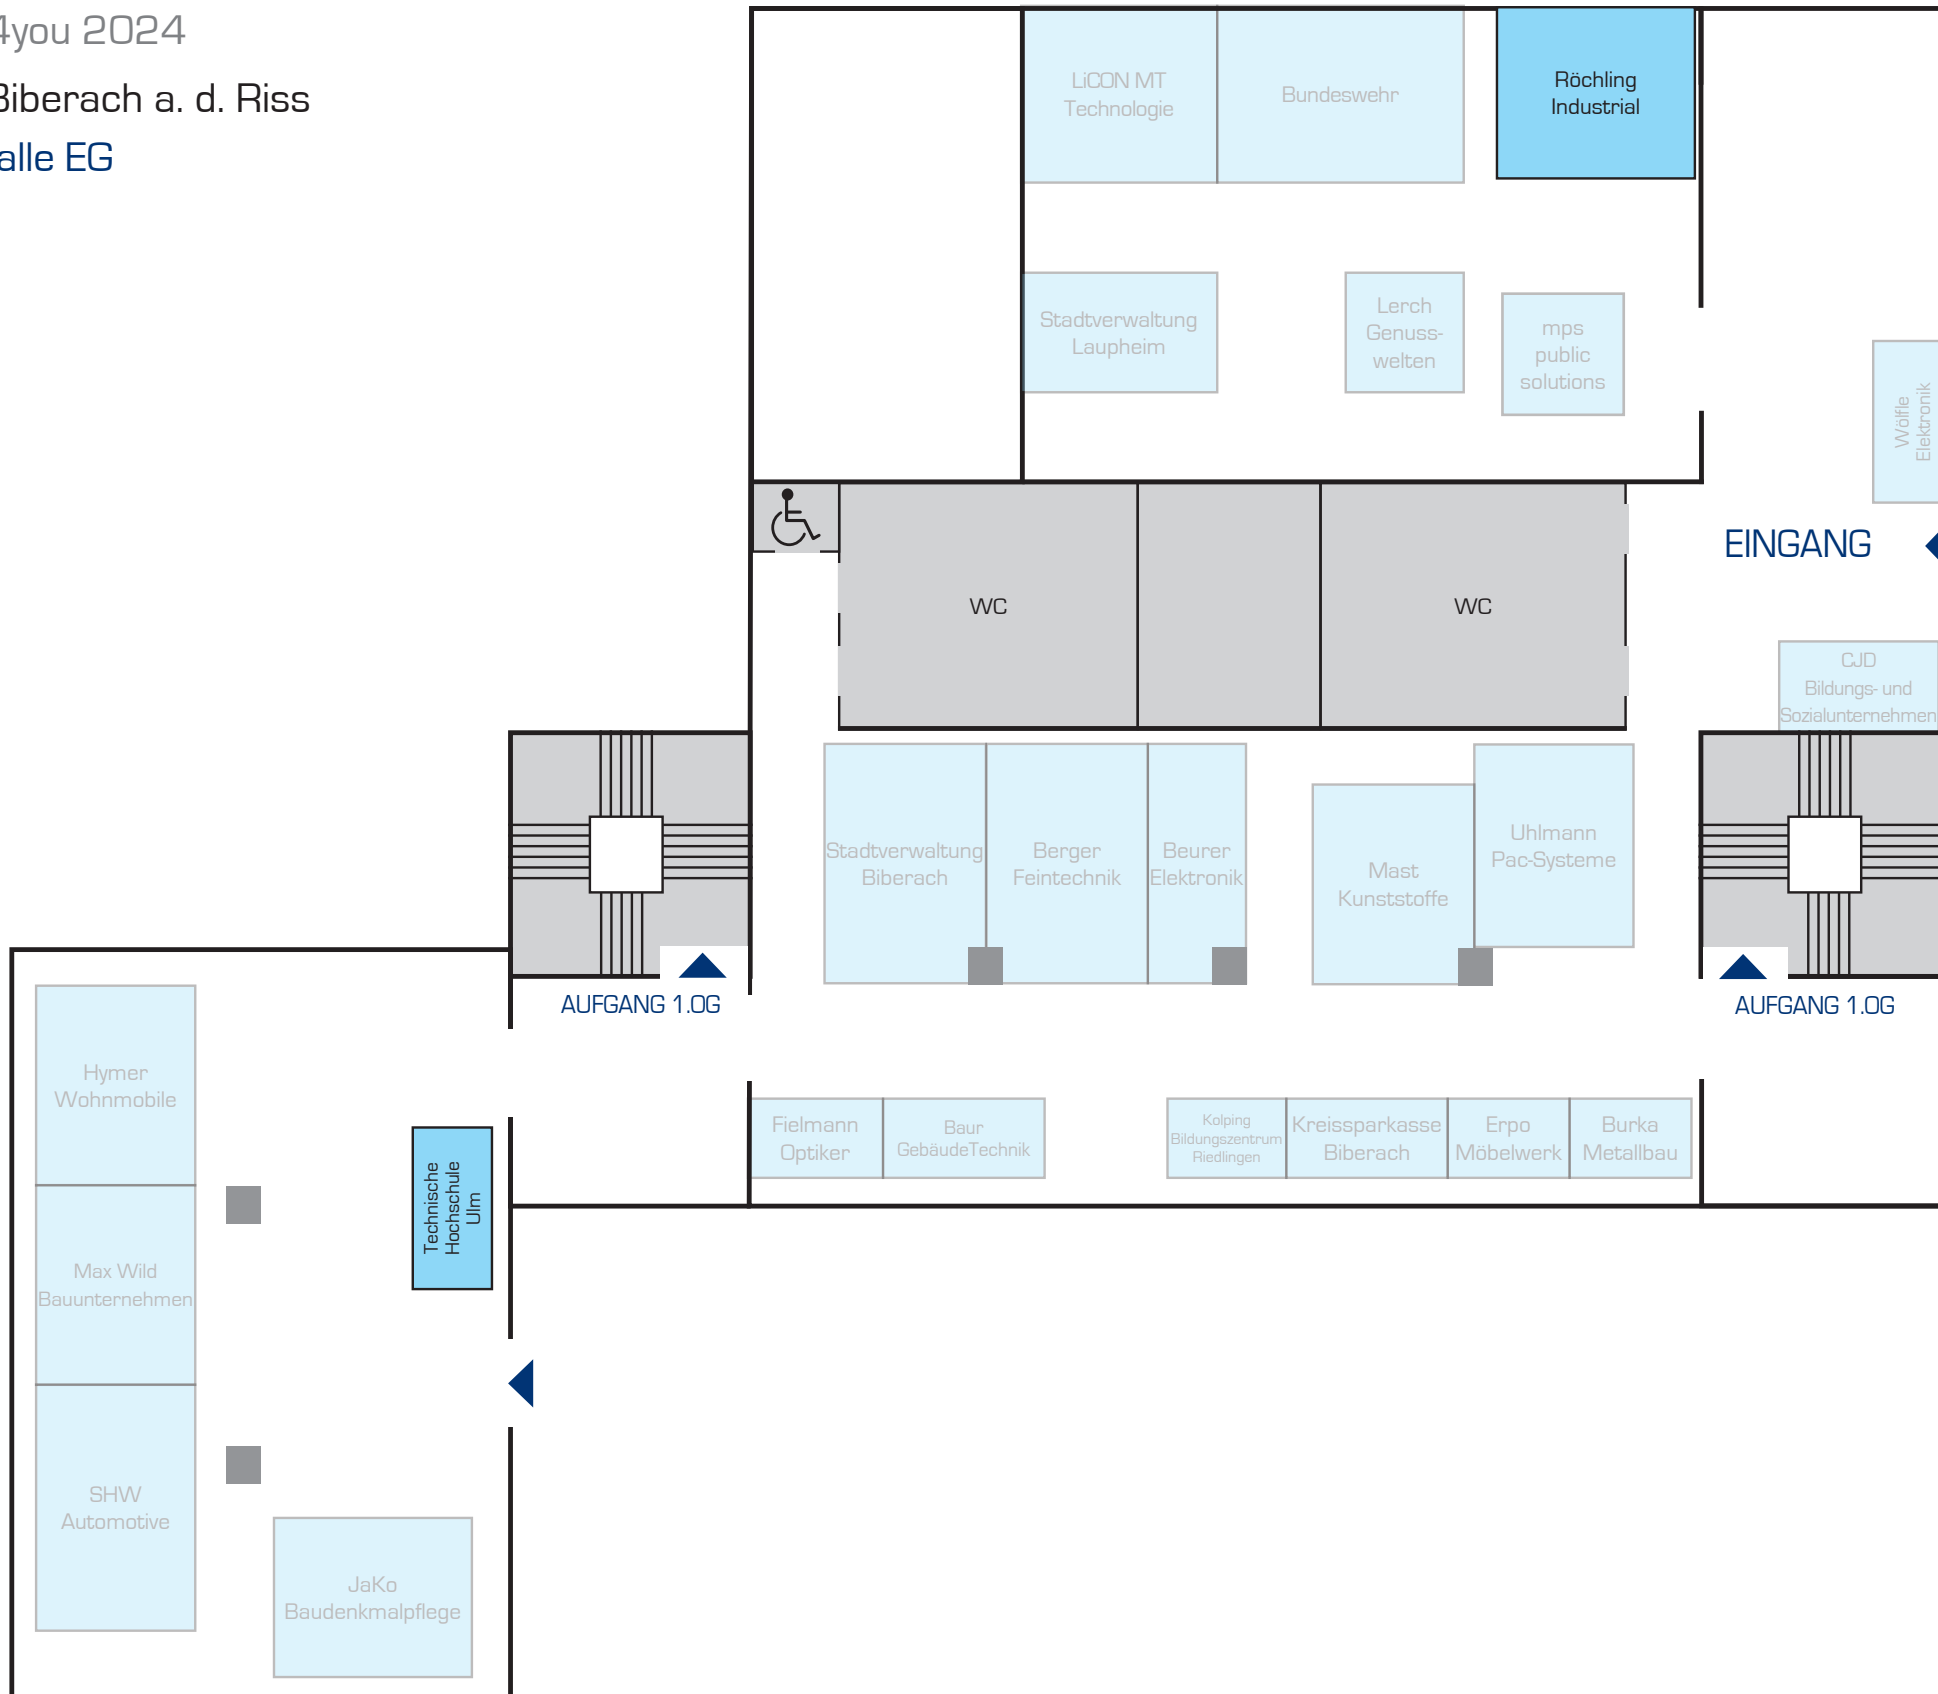 4you 2024
Biberach a. d. Riss
alle EG
LiCON MT
Technologie
Bundeswehr
Röchling
Industrial
Stadtverwaltung
Laupheim
Lerch
Genuss-
welten
mps
public
solutions
Wölfle
Elektronik
EINGANG
WC
WC
CJD
Bildungs- und
Sozialunternehmen
Stadtverwaltung
Biberach
Berger
Feintechnik
Beurer
Elektronik
Mast
Kunststoffe
Uhlmann
Pac-Systeme
AUFGANG 1.OG
AUFGANG 1.OG
Hymer
Wohnmobile
Technische
Hochschule
Ulm
Fielmann
Optiker
Baur
GebäudeTechnik
Kolping
Bildungszentrum
Riedlingen
Kreissparkasse
Biberach
Erpo
Möbelwerk
Burka
Metallbau
Max Wild
Bauunternehmen
SHW
Automotive
JaKo
Baudenkmalpflege